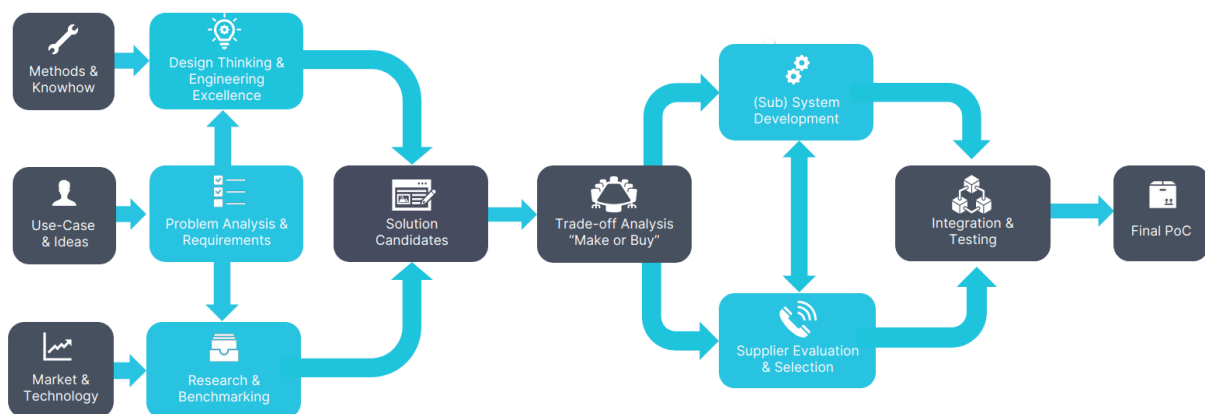 Methods &
Knowhow
Design Thinking &
Engineering
Excellence
Use-Case
& Ideas
Problem Analysis &
Requirements
Market &
Technology
Research &
Benchmarking
Solution
Candidates
Trade-off Analysis
“Make or Buy”
(Sub) System
Development
Supplier Evaluation
& Selection
Integration &
Testing
Final PoC